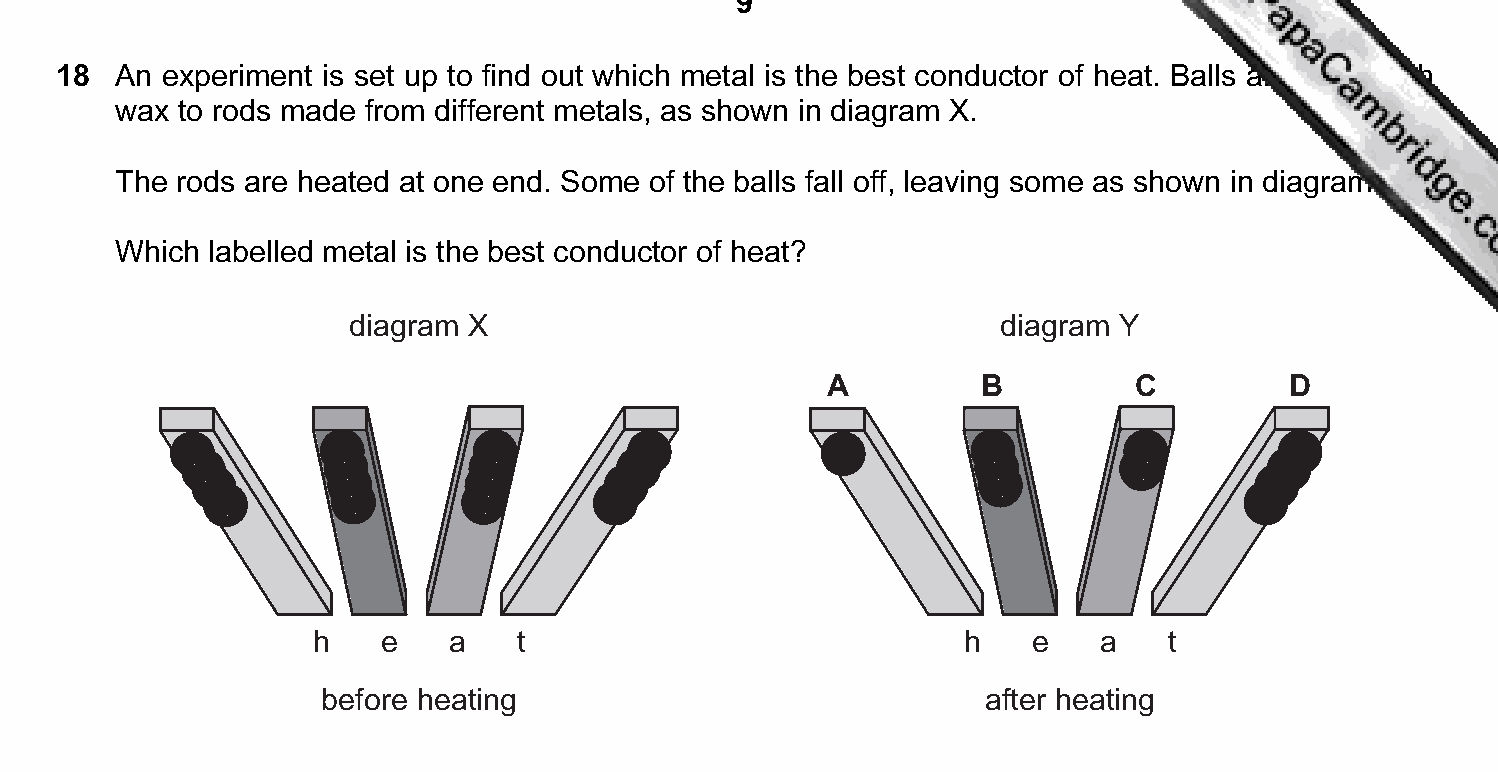 9
18 An experiment is set up to find out which metal is the best conductor of heat. Balls
wax to rods made from different metals, as shown in diagram X.
The rods are heated at one end. Some of the balls fall off, leaving some as shown in diagram
Which labelled metal is the best conductor of heat?
diagram X diagram Y
A B C D
h e a t h e a t
before heating after heating
PapaCambridge.co